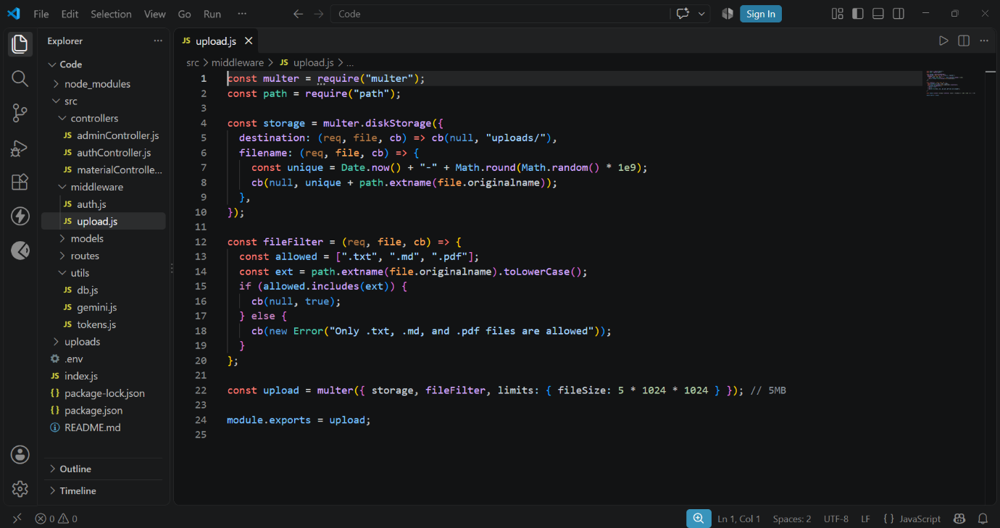 File Edit Selection View Go Run ··· Code Sign In
Explorer ···
Code
node_modules
src
controllers
JS adminController.js
JS authController.js
JS materialControlle...
middleware
JS auth.js
JS upload.js
models
routes
utils
JS db.js
JS gemini.js
JS tokens.js
uploads
.env
JS index.js
{} package-lock.json
{} package.json
README.md
Outline
Timeline
JS upload.js
src > middleware > JS upload.js > ...
1 const multer = require("multer");
2 const path = require("path");
3
4 const storage = multer.diskStorage({
5 destination: (req, file, cb) => cb(null, "uploads/"),
6 filename: (req, file, cb) => {
7 const unique = Date.now() + "-" + Math.round(Math.random() * 1e9);
8 cb(null, unique + path.extname(file.originalname));
9 },
10 });
11
12 const fileFilter = (req, file, cb) => {
13 const allowed = [".txt", ".md", ".pdf"];
14 const ext = path.extname(file.originalname).toLowerCase();
15 if (allowed.includes(ext)) {
16 cb(null, true);
17 } else {
18 cb(new Error("Only .txt, .md, and .pdf files are allowed"));
19 }
20 };
21
22 const upload = multer({ storage, fileFilter, limits: { fileSize: 5 * 1024 * 1024 } }); // 5MB
23
24 module.exports = upload;
25
0 0 Ln 1, Col 1 Spaces: 2 UTF-8 LF {} JavaScript